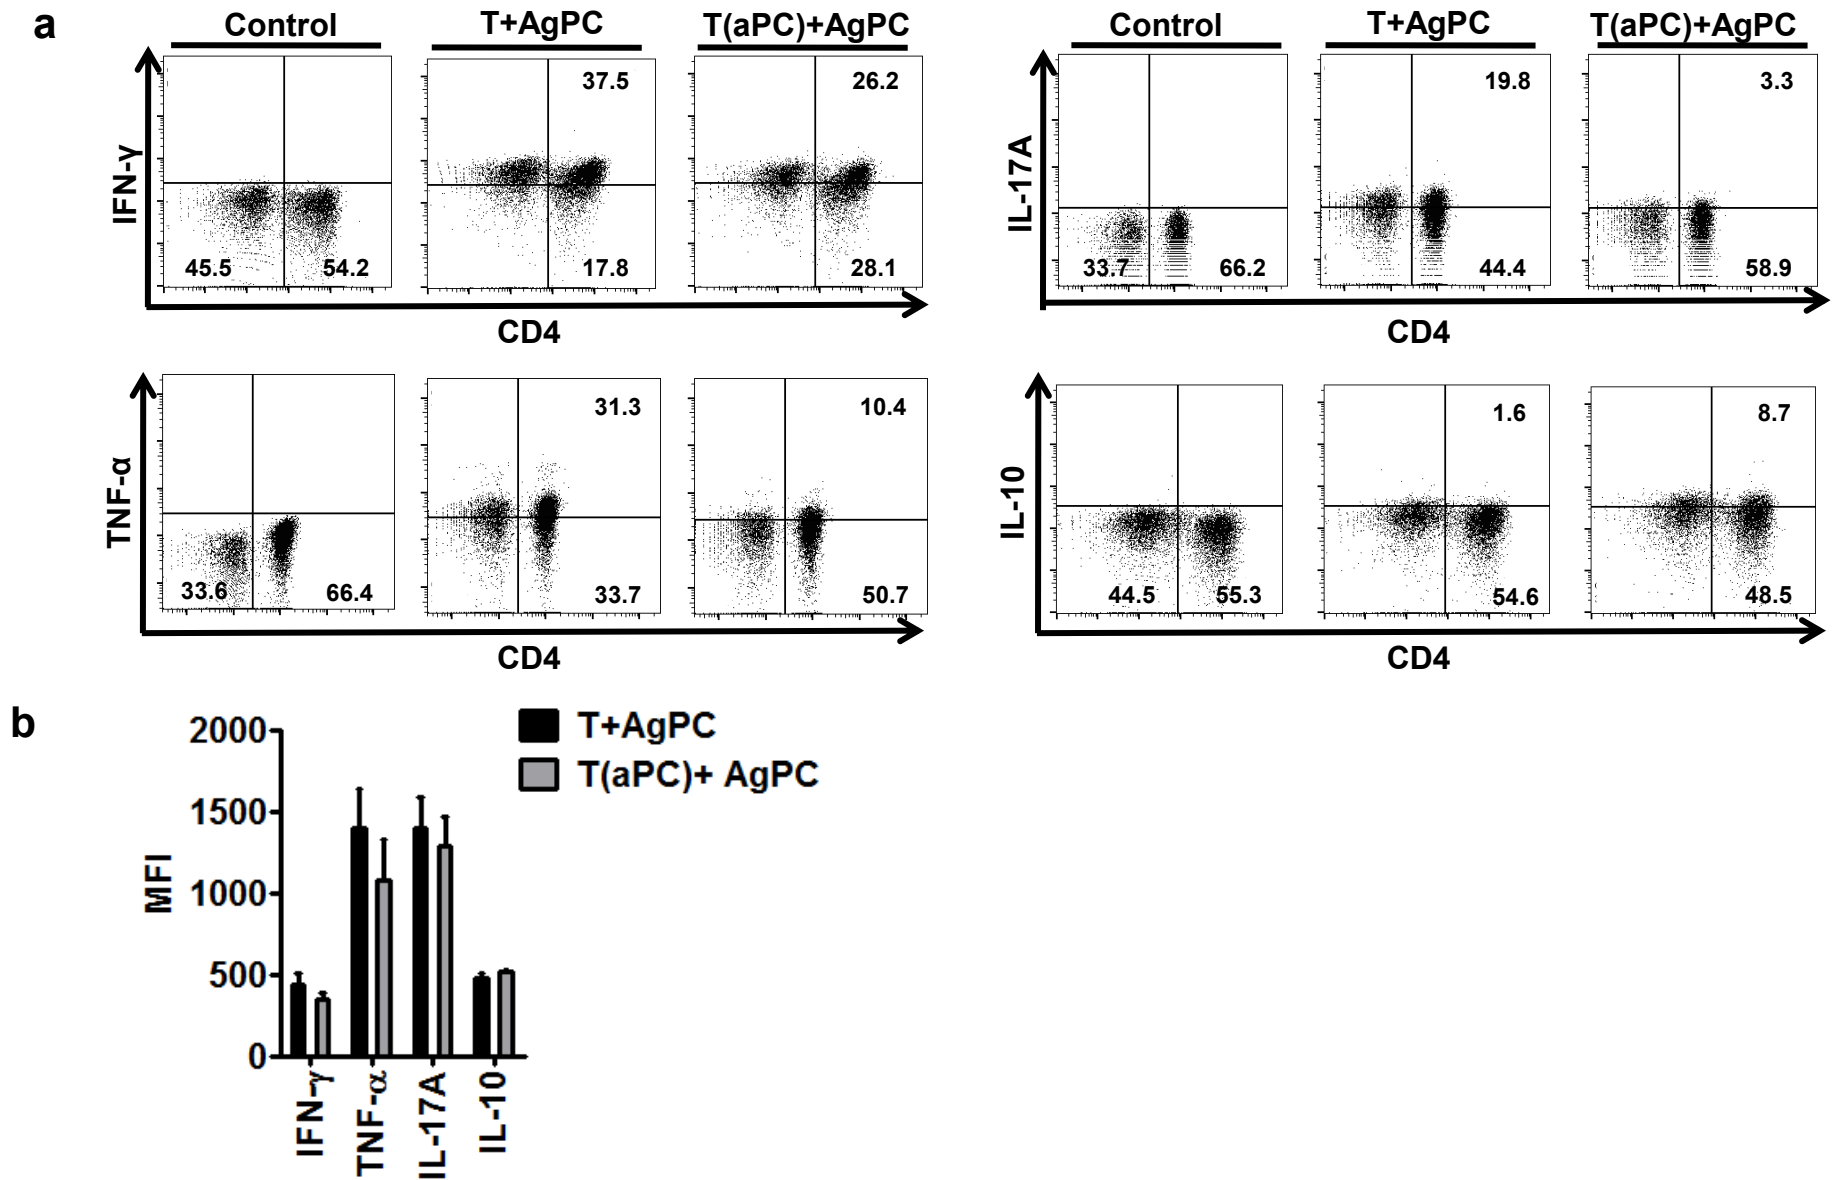 a
Control
T+AgPC
T(aPC)+AgPC
IFN-γ
45.5
54.2
37.5
17.8
26.2
28.1
CD4
Control
T+AgPC
T(aPC)+AgPC
IL-17A
33.7
66.2
19.8
44.4
3.3
58.9
CD4
TNF-α
33.6
66.4
31.3
33.7
10.4
50.7
CD4
IL-10
44.5
55.3
1.6
54.6
8.7
48.5
CD4
b
T+AgPC
T(aPC)+ AgPC
MFI
2000
1500
1000
500
0
IFN-γ
TNF-α
IL-17A
IL-10